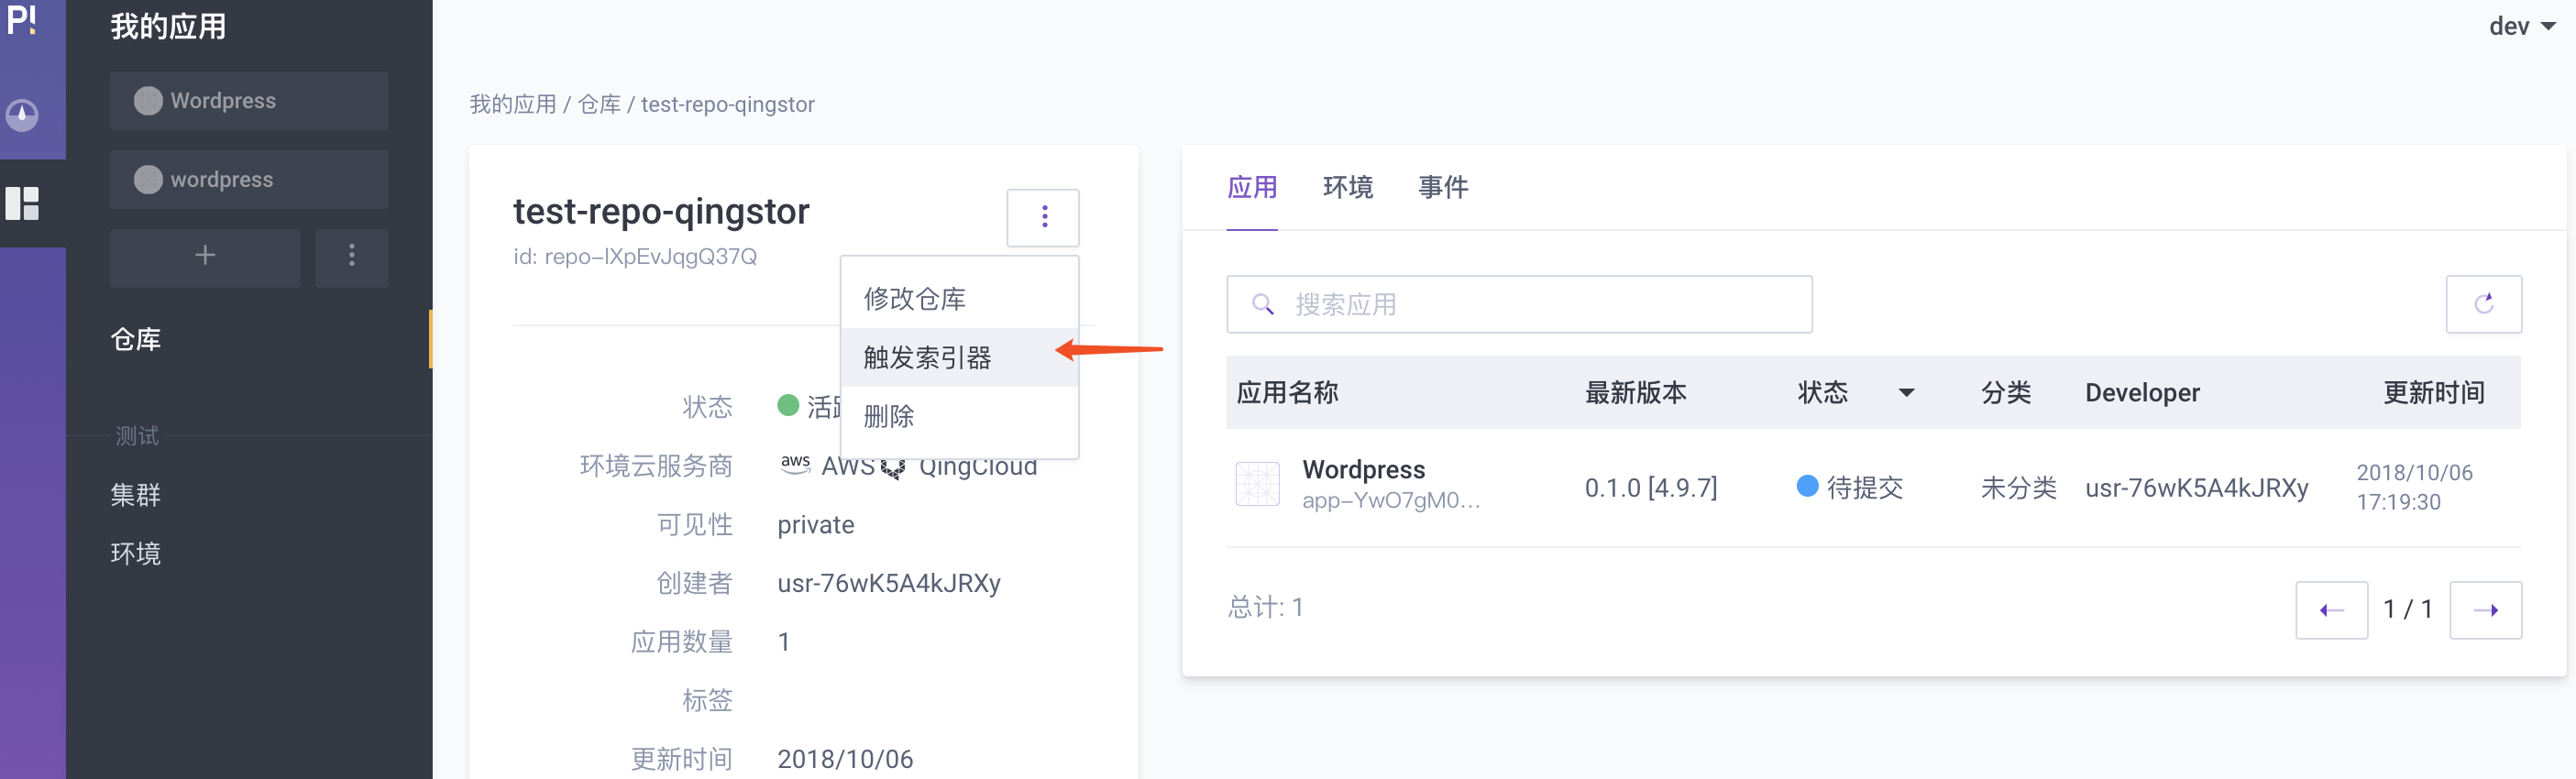 P!
我的应用
Wordpress
wordpress
仓库
测试
集群
环境
dev
我的应用 / 仓库 / test-repo-qingstor
test-repo-qingstor
id: repo-lXpEvJqgQ37Q
修改仓库
触发索引器
删除
状态 活
环境云服务商 aws AWS QingCloud
可见性 private
创建者 usr-76wK5A4kJRXy
应用数量 1
标签
更新时间 2018/10/06
应用 环境 事件
搜索应用
应用名称 最新版本 状态 分类 Developer 更新时间
Wordpress
app-YwO7gM0...
0.1.0 [4.9.7] 待提交 未分类 usr-76wK5A4kJRXy
2018/10/06
17:19:30
总计: 1
1 / 1